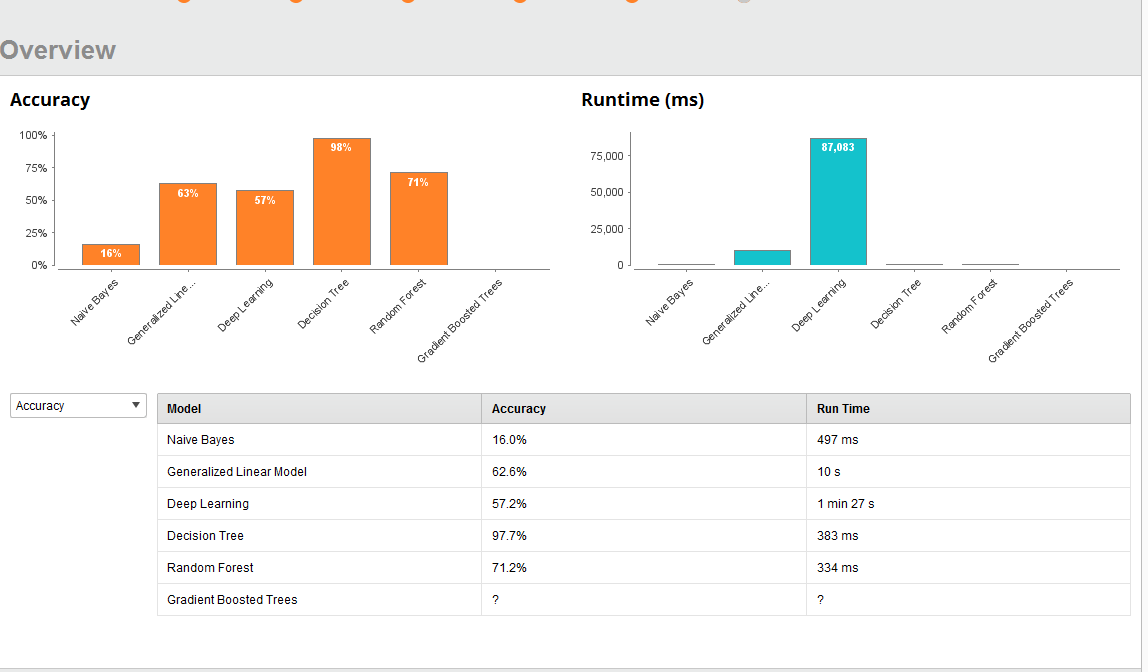 Overview
Accuracy
100%
75%
50%
25%
0%
16%
63%
57%
98%
71%
Naive Bayes
Generalized Line...
Deep Learning
Decision Tree
Random Forest
Gradient Boosted Trees
Runtime (ms)
75,000
50,000
25,000
0
87,083
Naive Bayes
Generalized Line...
Deep Learning
Decision Tree
Random Forest
Gradient Boosted Trees
Accuracy
Model Accuracy Run Time
Naive Bayes 16.0% 497 ms
Generalized Linear Model 62.6% 10 s
Deep Learning 57.2% 1 min 27 s
Decision Tree 97.7% 383 ms
Random Forest 71.2% 334 ms
Gradient Boosted Trees ? ?